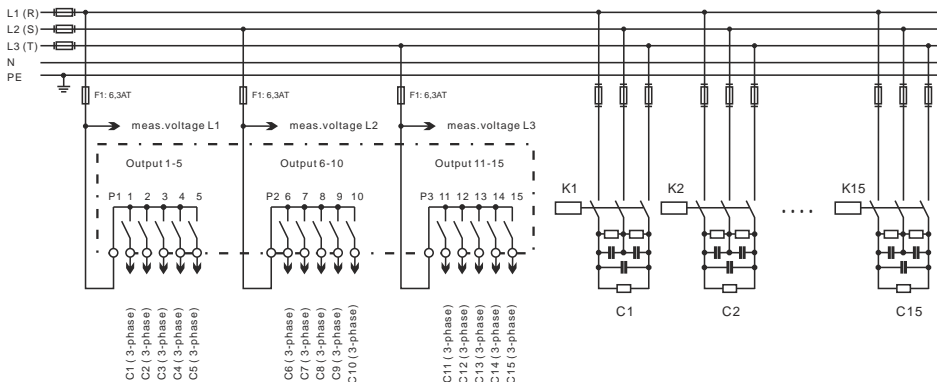 L1 (R)
L2 (S)
L3 (T)
N
PE
F1: 6,3AT
F1: 6,3AT
F1: 6,3AT
meas.voltage L1
meas.voltage L2
meas.voltage L3
Output 1-5
Output 6-10
Output 11-15
P1 1 2 3 4 5
P2 6 7 8 9 10
P3 11 12 13 14 15
K1
K2
....
K15
C1
C2
C15
C1 (3-phase)
C2 (3-phase)
C3 (3-phase)
C4 (3-phase)
C5 (3-phase)
C6 (3-phase)
C7 (3-phase)
C8 (3-phase)
C9 (3-phase)
C10 (3-phase)
C11 (3-phase)
C12 (3-phase)
C13 (3-phase)
C14 (3-phase)
C15 (3-phase)